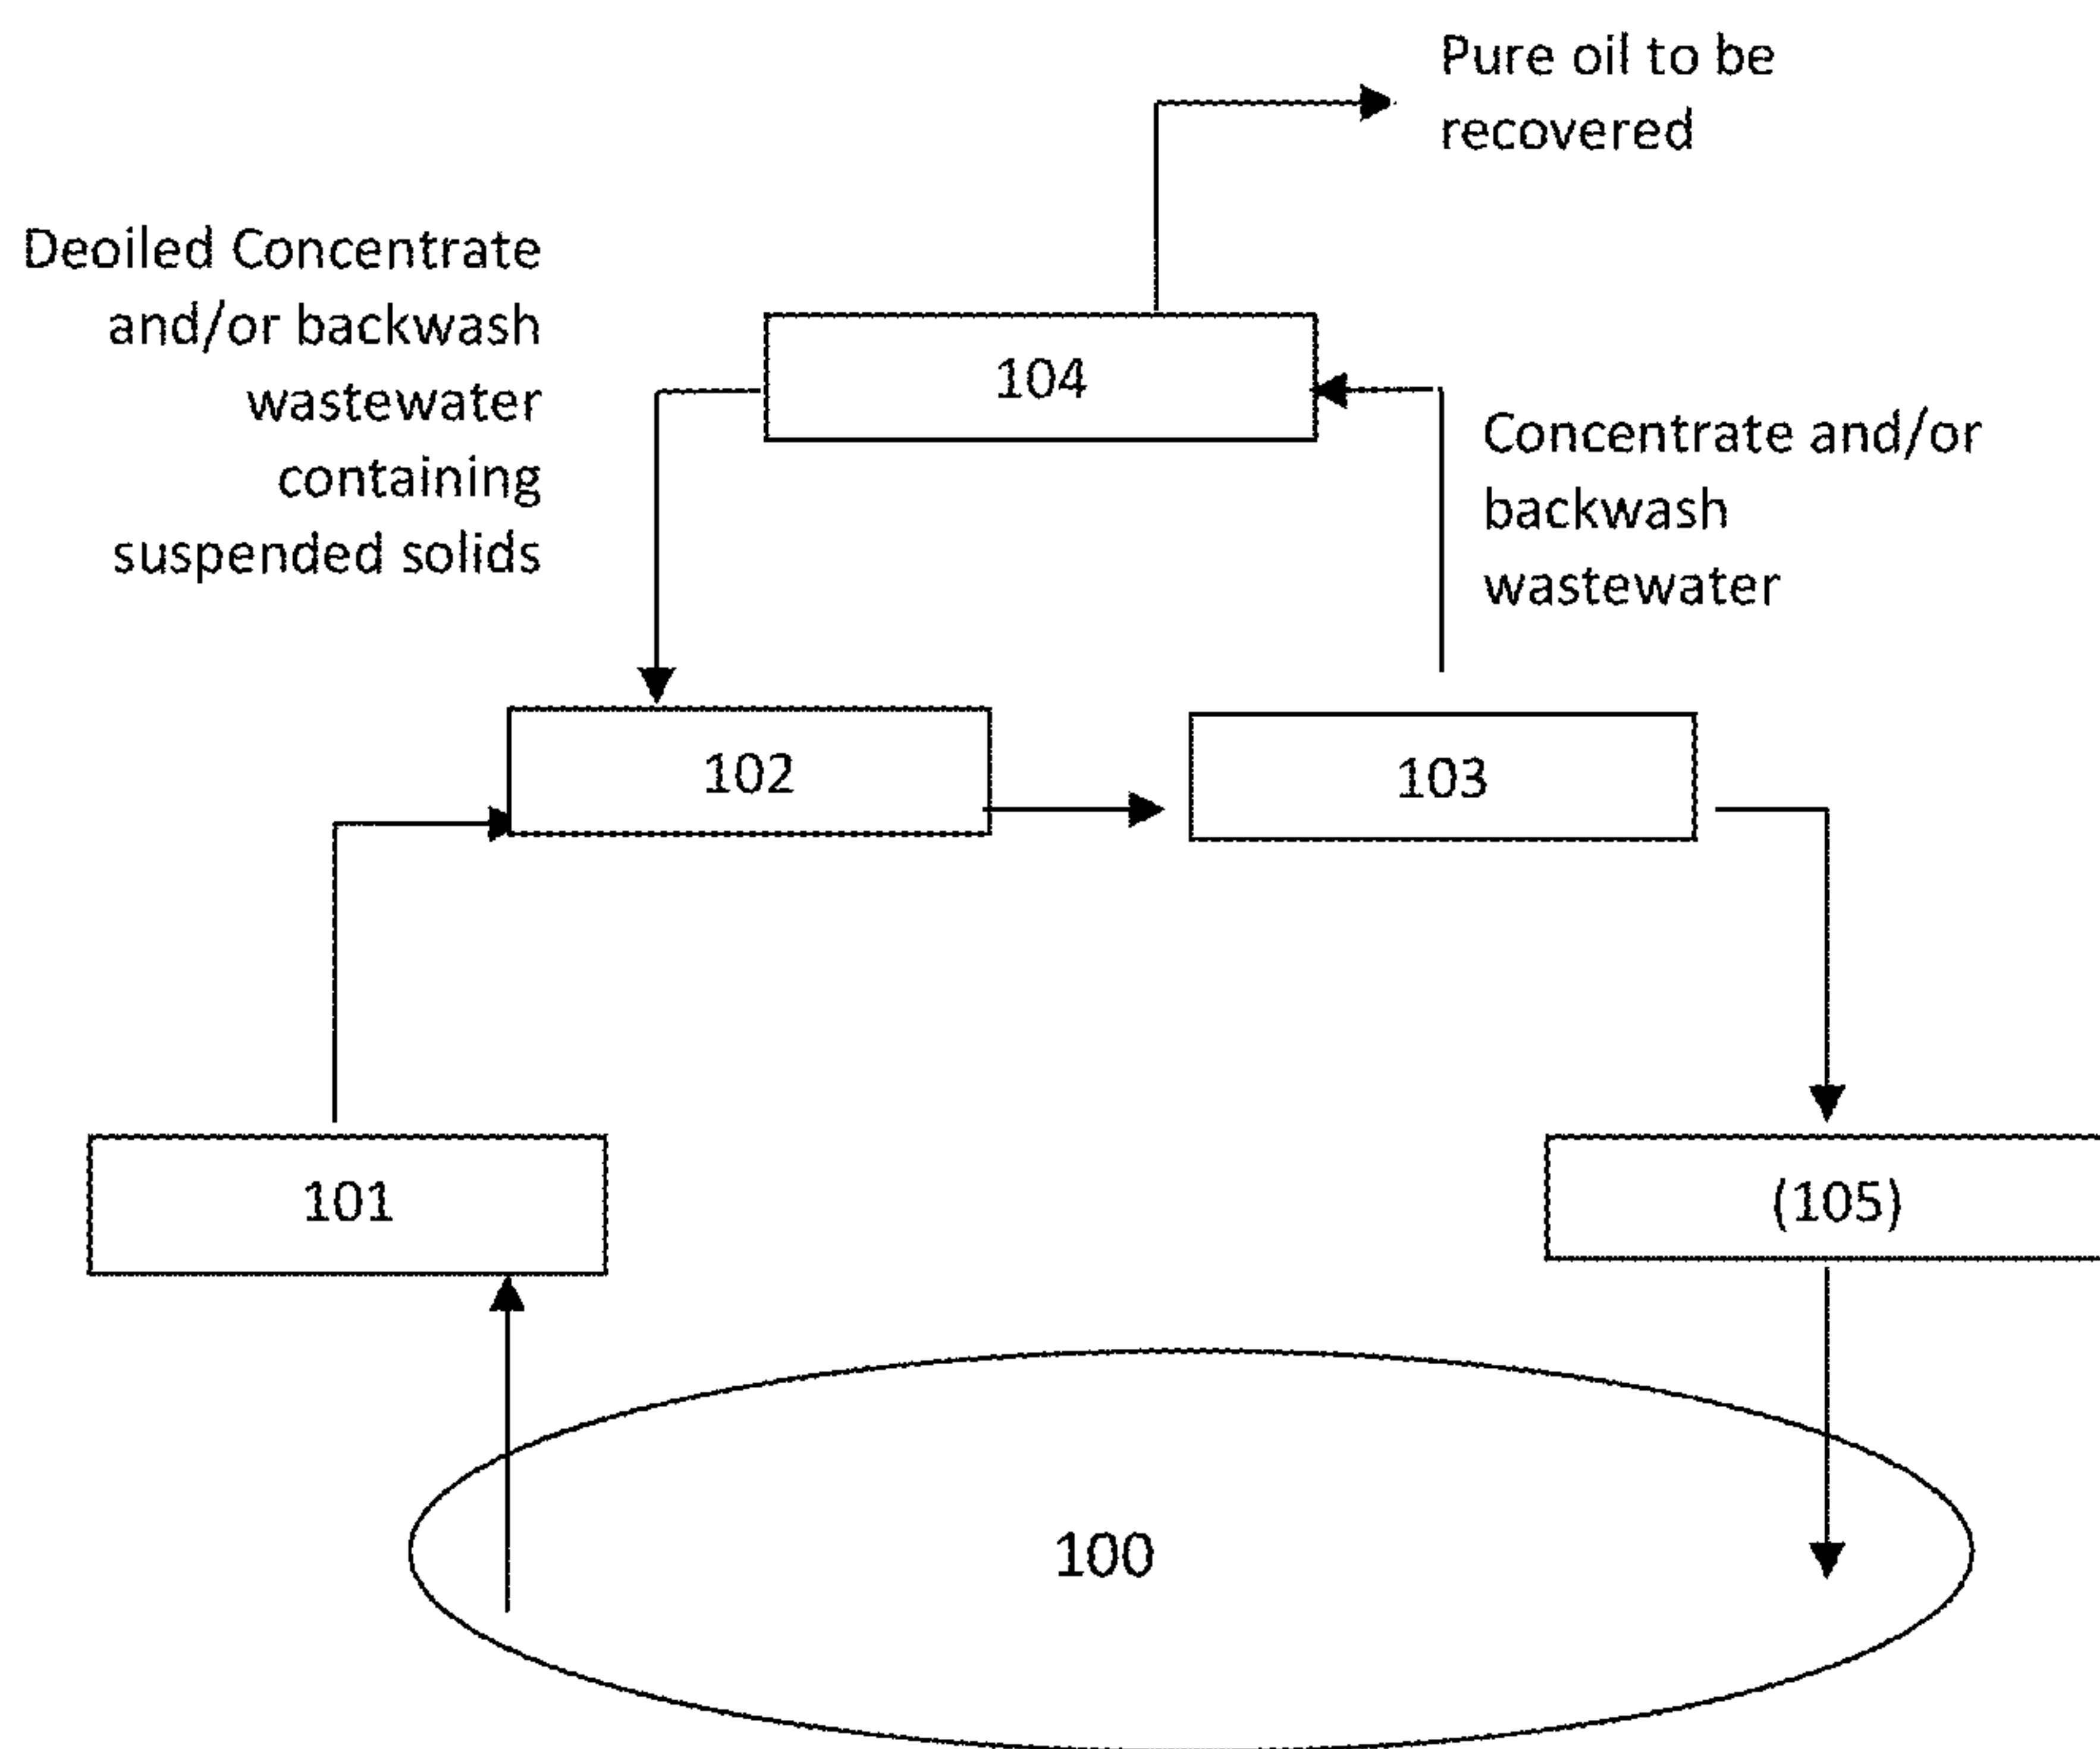 Pure oil to be
recovered
Deoiled Concentrate
and/or backwash
wastewater
containing
suspended solids
104
Concentrate and/or
backwash
wastewater
102
103
101
(105)
100